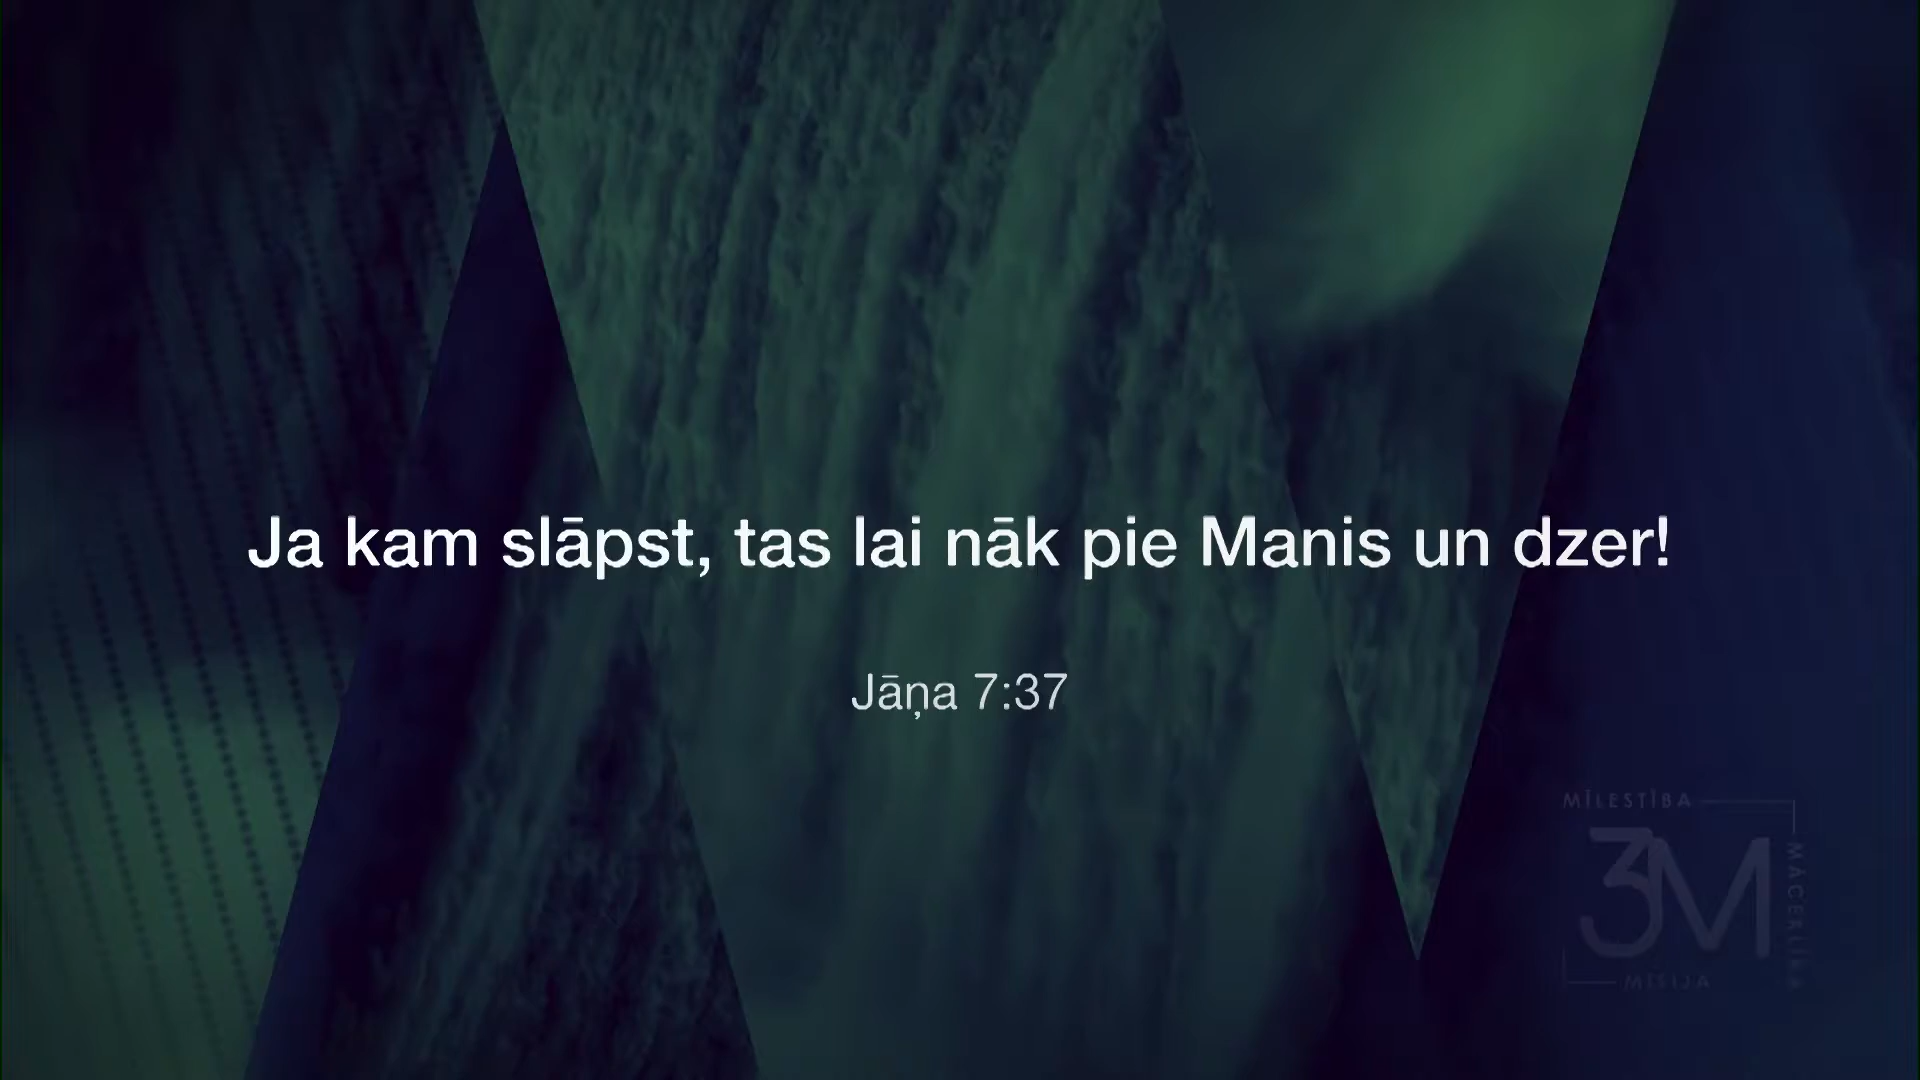 Ja kam slāpst, tas lai nāk pie Manis un dzer!
Jāņa 7:37
MĪLESTĪBA
3M
MĀCEKLĪBA
MISIJA